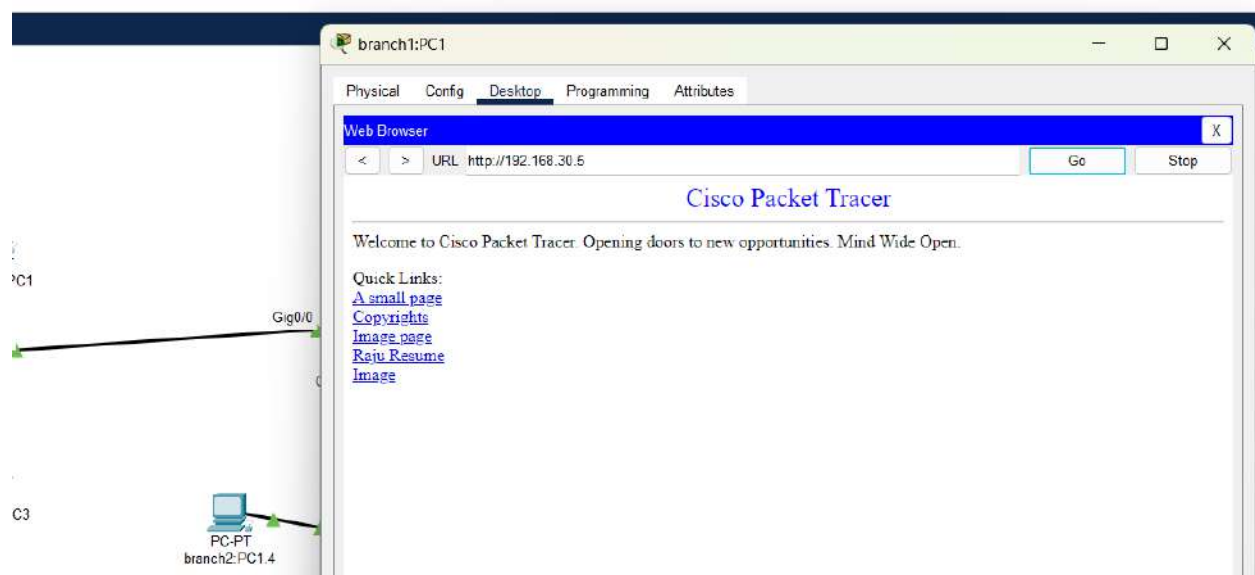 branch1:PC1
Physical Config Desktop Programming Attributes
Web Browser X
< > URL http://192.168.30.5 Go Stop
Cisco Packet Tracer
Welcome to Cisco Packet Tracer. Opening doors to new opportunities. Mind Wide Open.
Quick Links:
A small page
Copyrights
Image page
Raju Resume
Image
PC1
Gig0/0
C3
PC-PT
branch2:PC1.4